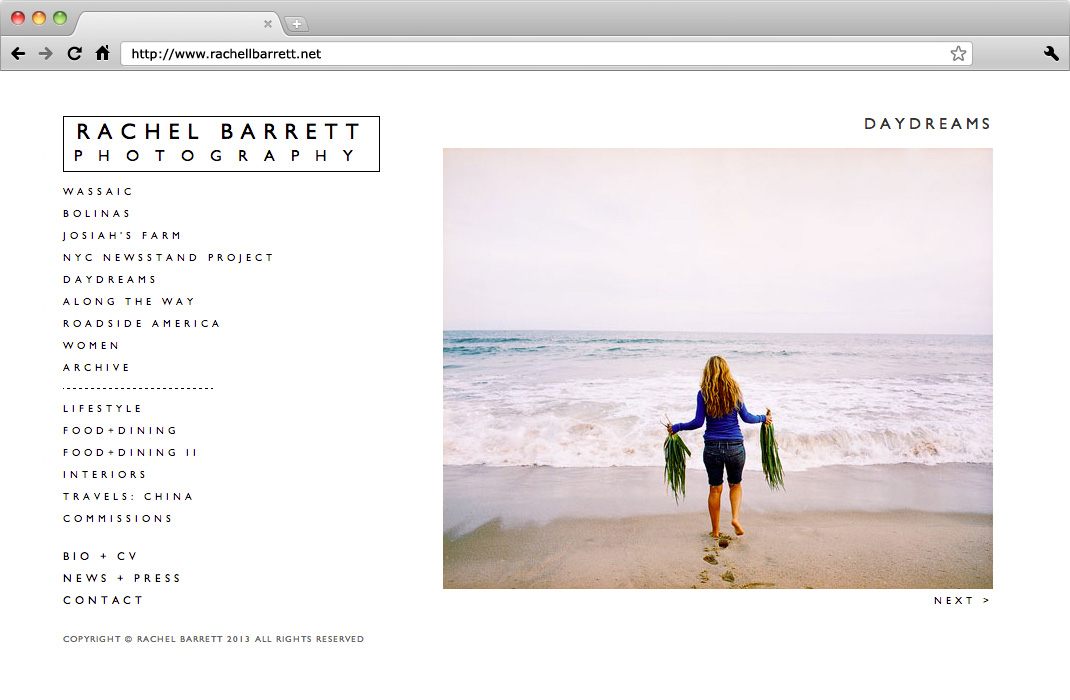 http://www.rachellbarrett.net
RACHEL BARRETT
PHOTOGRAPHY
WASSAIC
BOLINAS
JOSIAH'S FARM
NYC NEWSSTAND PROJECT
DAYDREAMS
ALONG THE WAY
ROADSIDE AMERICA
WOMEN
ARCHIVE
LIFESTYLE
FOOD+DINING
FOOD+DINING II
INTERIORS
TRAVELS: CHINA
COMMISSIONS
BIO + CV
NEWS + PRESS
CONTACT
COPYRIGHT © RACHEL BARRETT 2013 ALL RIGHTS RESERVED
DAYDREAMS
NEXT >